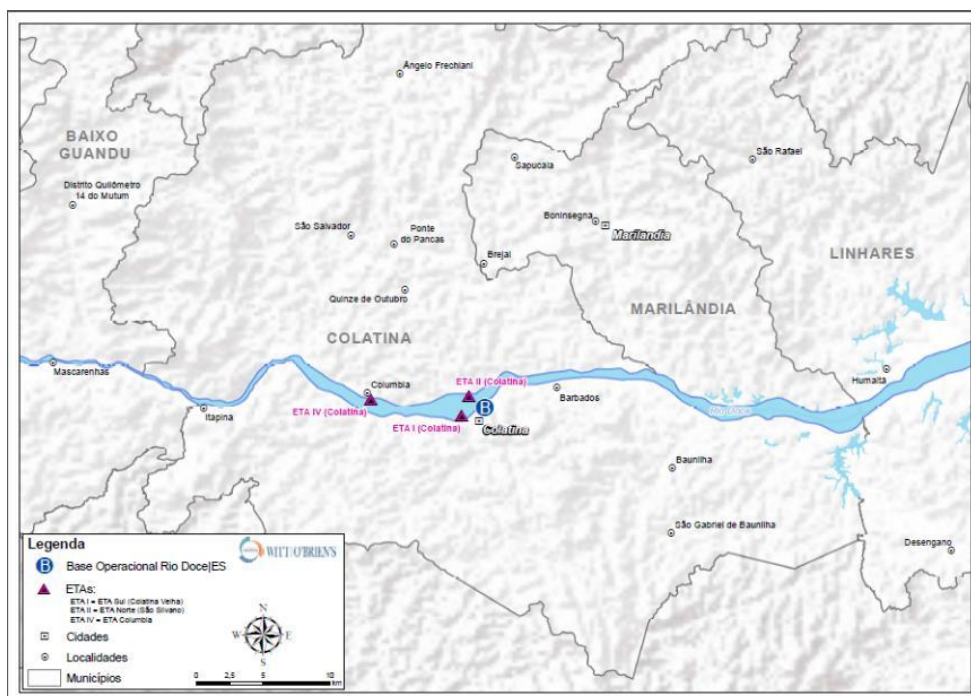 Ângelo Frechiani
BAIXO
GUANDU
São Rafael
Sapucaia
Distrito Quilômetro
14 do Mutum
Boninsegna
Marilandia
São Salvador
Ponte
do Pancas
LINHARES
Brejal
Quinze de Outubro
MARILÂNDIA
COLATINA
Mascarenhas
Humaitá
Columbia
ETA II (Colatina)
Barbados
Itapina
ETA IV (Colatina)
B
Rio Doce
ETA I (Colatina)
Colatina
Baunilha
São Gabriel de Baunilha
Desengano
Legenda
WITT|O'BRIEN'S
B Base Operacional Rio Doce|ES
ETAs:
ETA I = ETA Sul (Colatina Velha)
ETA II = ETA Norte (São Silvano)
ETA IV = ETA Columbia
Cidades
Localidades
Municípios
N
W E
S
0 2,5 5 10
km